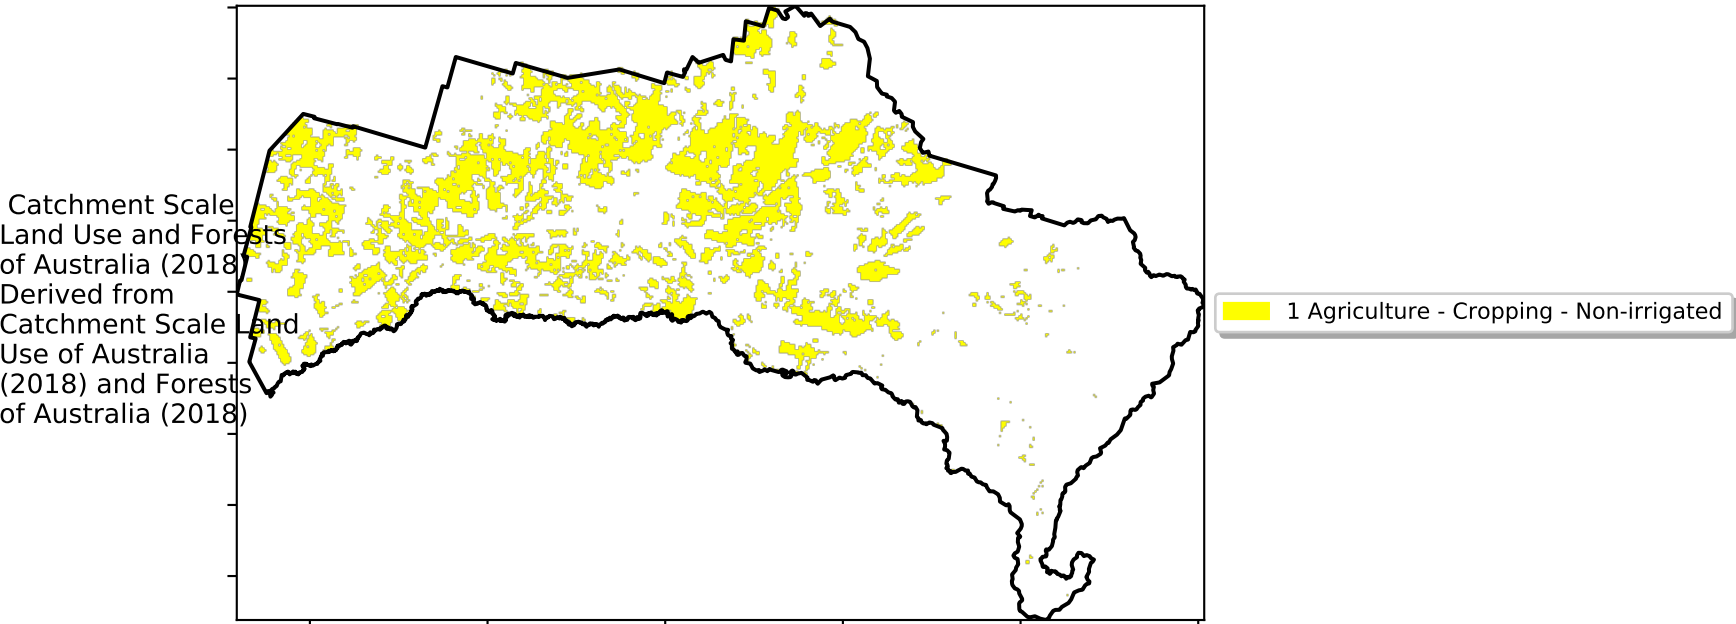 Catchment Scale
Land Use and Forests
of Australia (2018)
Derived from
Catchment Scale Land
Use of Australia
(2018) and Forests
of Australia (2018)
1 Agriculture - Cropping - Non-irrigated